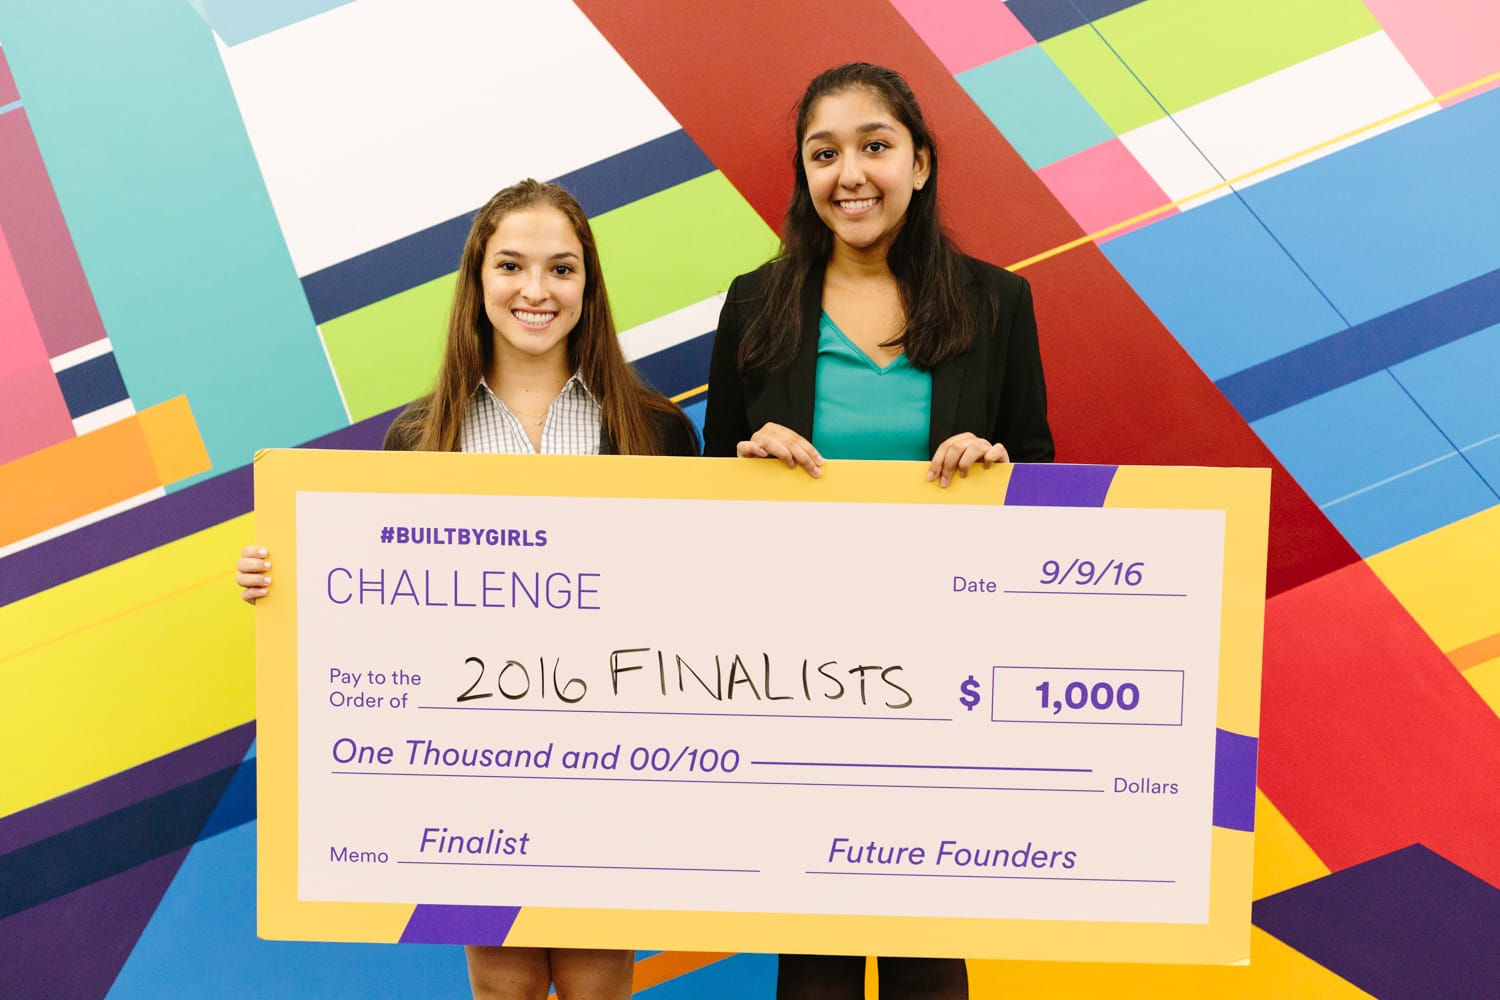 #BUILTBYGIRLS
CHALLENGE
Date 9/9/16
Pay to the
Order of 2016 FINALISTS $ 1,000
One Thousand and 00/100
Dollars
Memo Finalist Future Founders